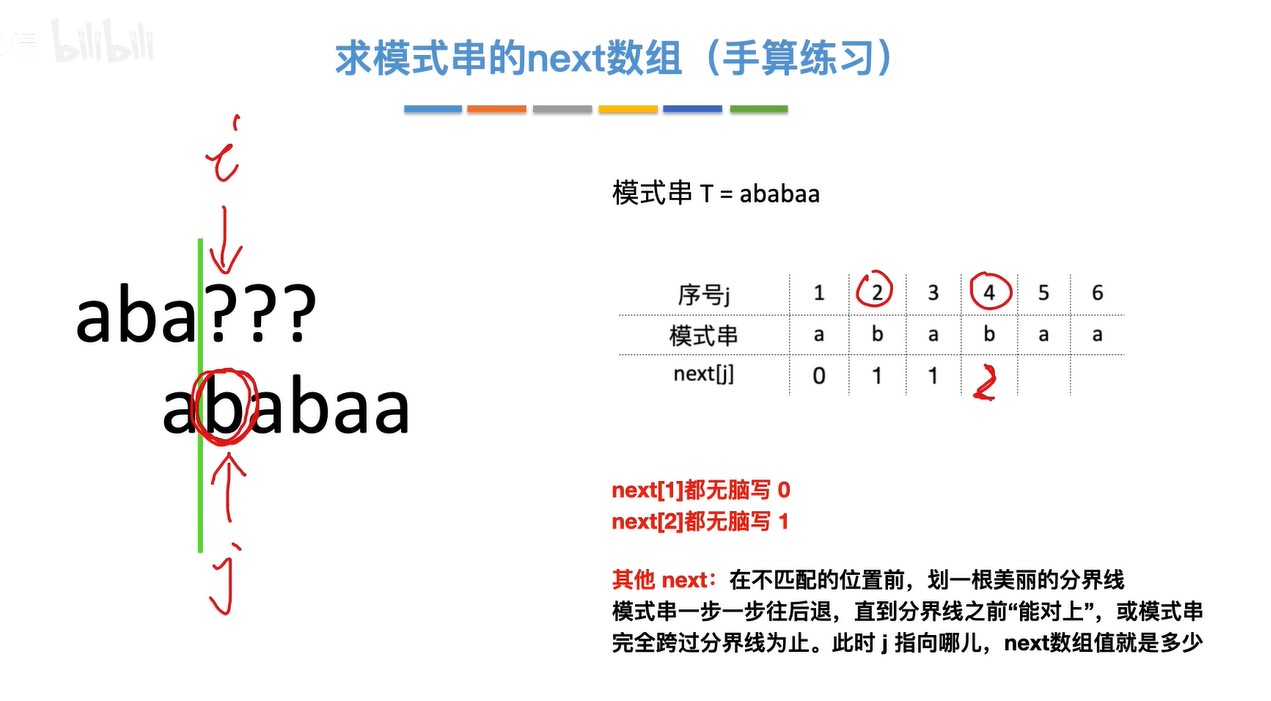 bilibili
求模式串的next数组（手算练习）
i
模式串 T = ababaa
aba???
ababaa
j
序号j 1 2 3 4 5 6
模式串 a b a b a a
next[j] 0 1 1 2
next[1]都无脑写 0
next[2]都无脑写 1
其他 next：在不匹配的位置前，划一根美丽的分界线
模式串一步一步往后退，直到分界线之前“能对上”，或模式串
完全跨过分界线为止。此时 j 指向哪儿，next数组值就是多少